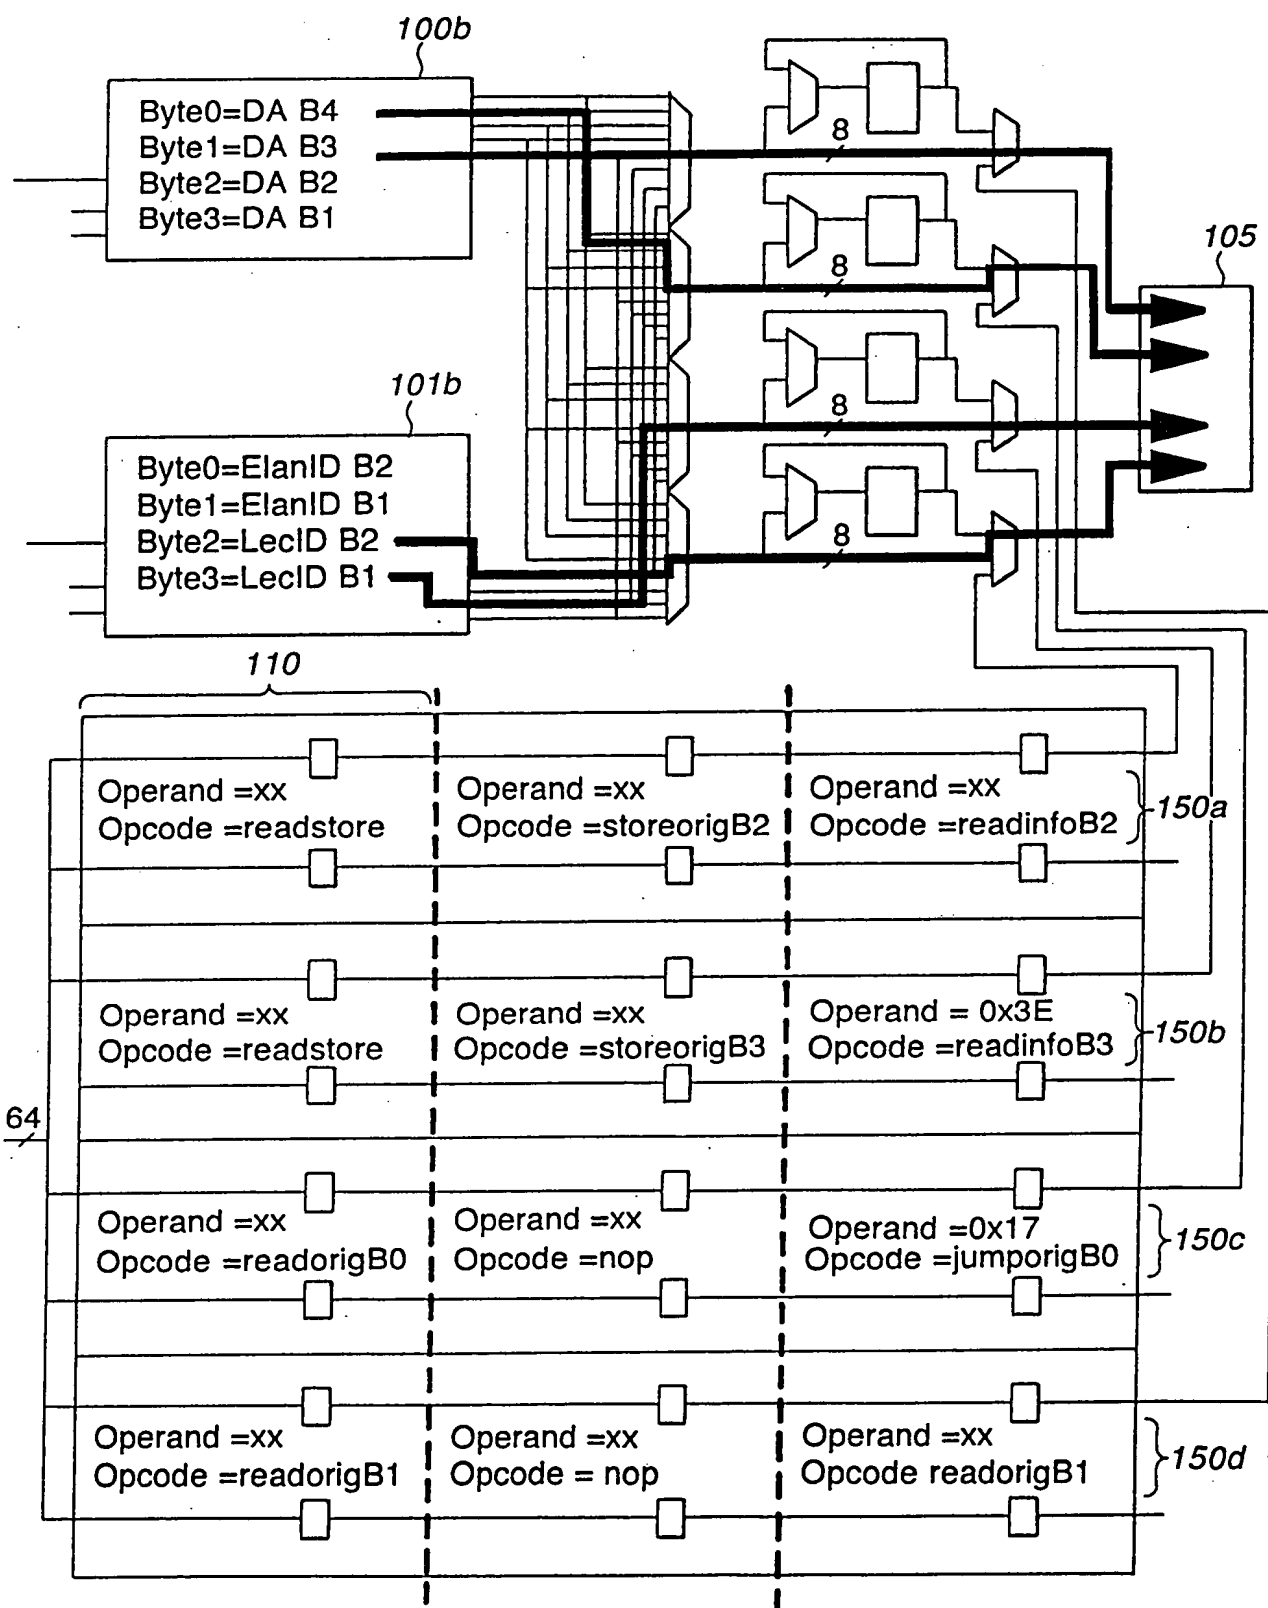 100b
Byte0=DA B4
Byte1=DA B3
Byte2=DA B2
Byte3=DA B1
8
8
105
101b
Byte0=ElanID B2
Byte1=ElanID B1
Byte2=LecID B2
Byte3=LecID B1
8
8
110
Operand =xx
Opcode =readstore
Operand =xx
Opcode =storeorigB2
Operand =xx
Opcode =readinfoB2
150a
Operand =xx
Opcode =readstore
Operand =xx
Opcode =storeorigB3
Operand = 0x3E
Opcode =readinfoB3
150b
64
Operand =xx
Opcode =readorigB0
Operand =xx
Opcode =nop
Operand =0x17
Opcode =jumporigB0
150c
Operand =xx
Opcode =readorigB1
Operand =xx
Opcode = nop
Operand =xx
Opcode readorigB1
150d